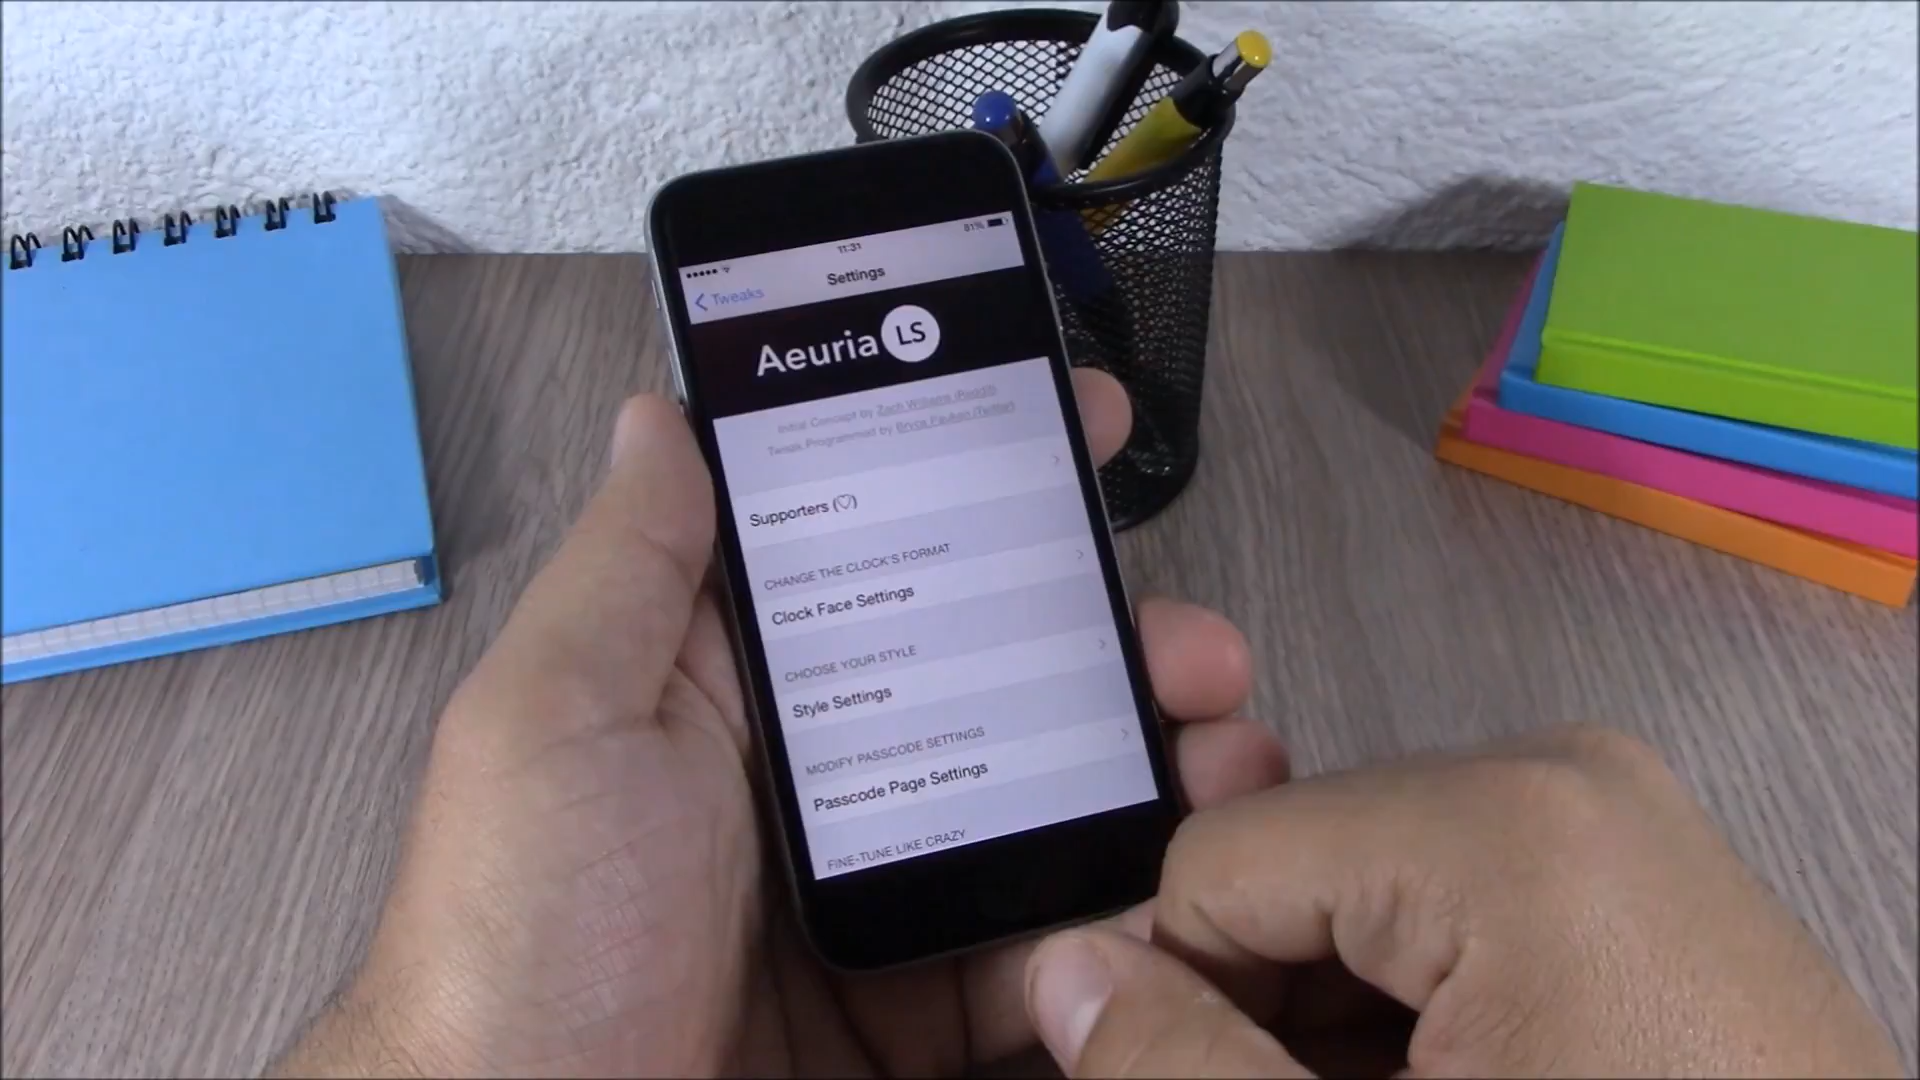 11:31
81%
Tweaks
Settings
Aeuria LS
Initial Concept by Zach Williams (Reddit)
Tweak Programmed by (Twitter)
Supporters (♡)
CHANGE THE CLOCK'S FORMAT
Clock Face Settings
CHOOSE YOUR STYLE
Style Settings
MODIFY PASSCODE SETTINGS
Passcode Page Settings
FINE-TUNE LIKE CRAZY